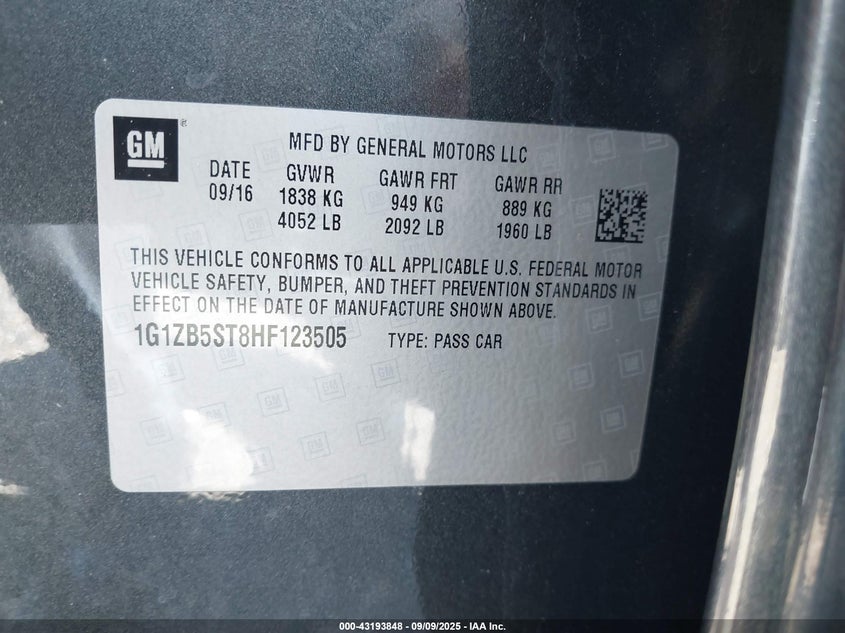 GM
MFD BY GENERAL MOTORS LLC
DATE GVWR GAWR FRT GAWR RR
09/16 1838 KG 949 KG 889 KG
4052 LB 2092 LB 1960 LB
THIS VEHICLE CONFORMS TO ALL APPLICABLE U.S. FEDERAL MOTOR
VEHICLE SAFETY, BUMPER, AND THEFT PREVENTION STANDARDS IN
EFFECT ON THE DATE OF MANUFACTURE SHOWN ABOVE.
1G1ZB5ST8HF123505 TYPE: PASS CAR
000-43193848 - 09/09/2025 - IAA Inc.